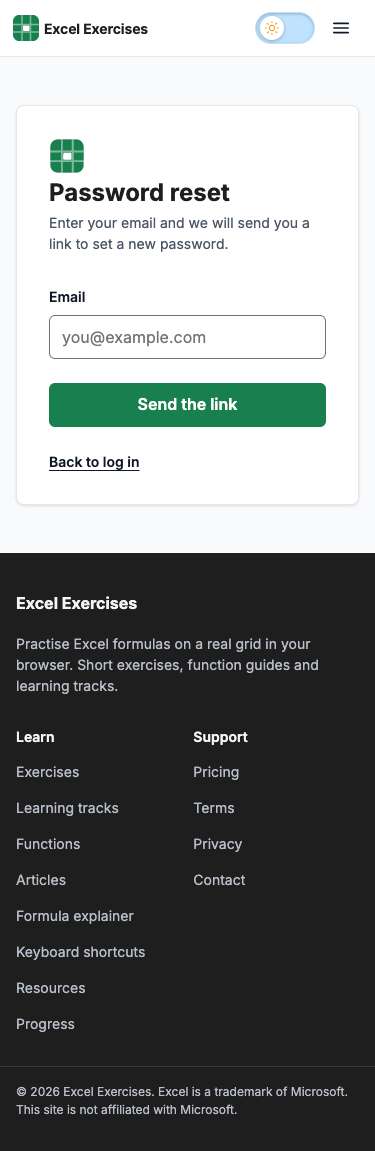 Excel Exercises
Password reset
Enter your email and we will send you a
link to set a new password.
Email
you@example.com
Send the link
Back to log in
Excel Exercises
Practise Excel formulas on a real grid in your
browser. Short exercises, function guides and
learning tracks.
Learn
Exercises
Learning tracks
Functions
Articles
Formula explainer
Keyboard shortcuts
Resources
Progress
Support
Pricing
Terms
Privacy
Contact
© 2026 Excel Exercises. Excel is a trademark of Microsoft.
This site is not affiliated with Microsoft.